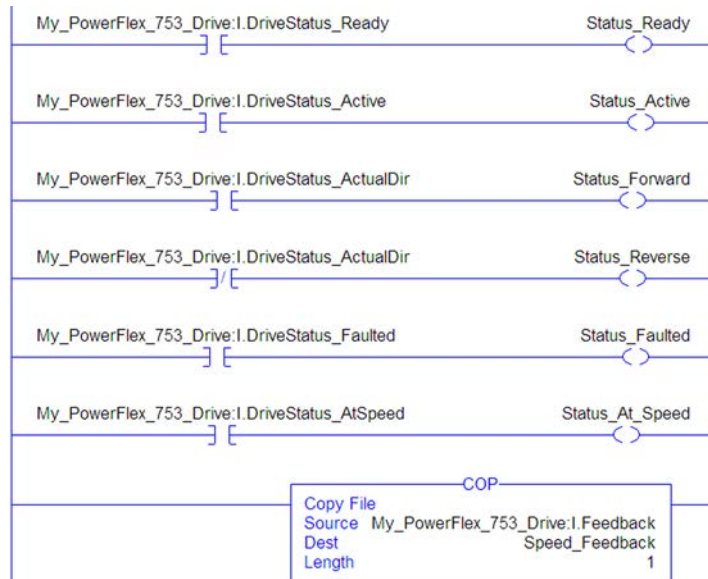 My_PowerFlex_753_Drive:I.DriveStatus_Ready Status_Ready
My_PowerFlex_753_Drive:I.DriveStatus_Active Status_Active
My_PowerFlex_753_Drive:I.DriveStatus_ActualDir Status_Forward
My_PowerFlex_753_Drive:I.DriveStatus_ActualDir Status_Reverse
My_PowerFlex_753_Drive:I.DriveStatus_Faulted Status_Faulted
My_PowerFlex_753_Drive:I.DriveStatus_AtSpeed Status_At_Speed
COP
Copy File
Source My_PowerFlex_753_Drive:I.Feedback
Dest Speed_Feedback
Length 1